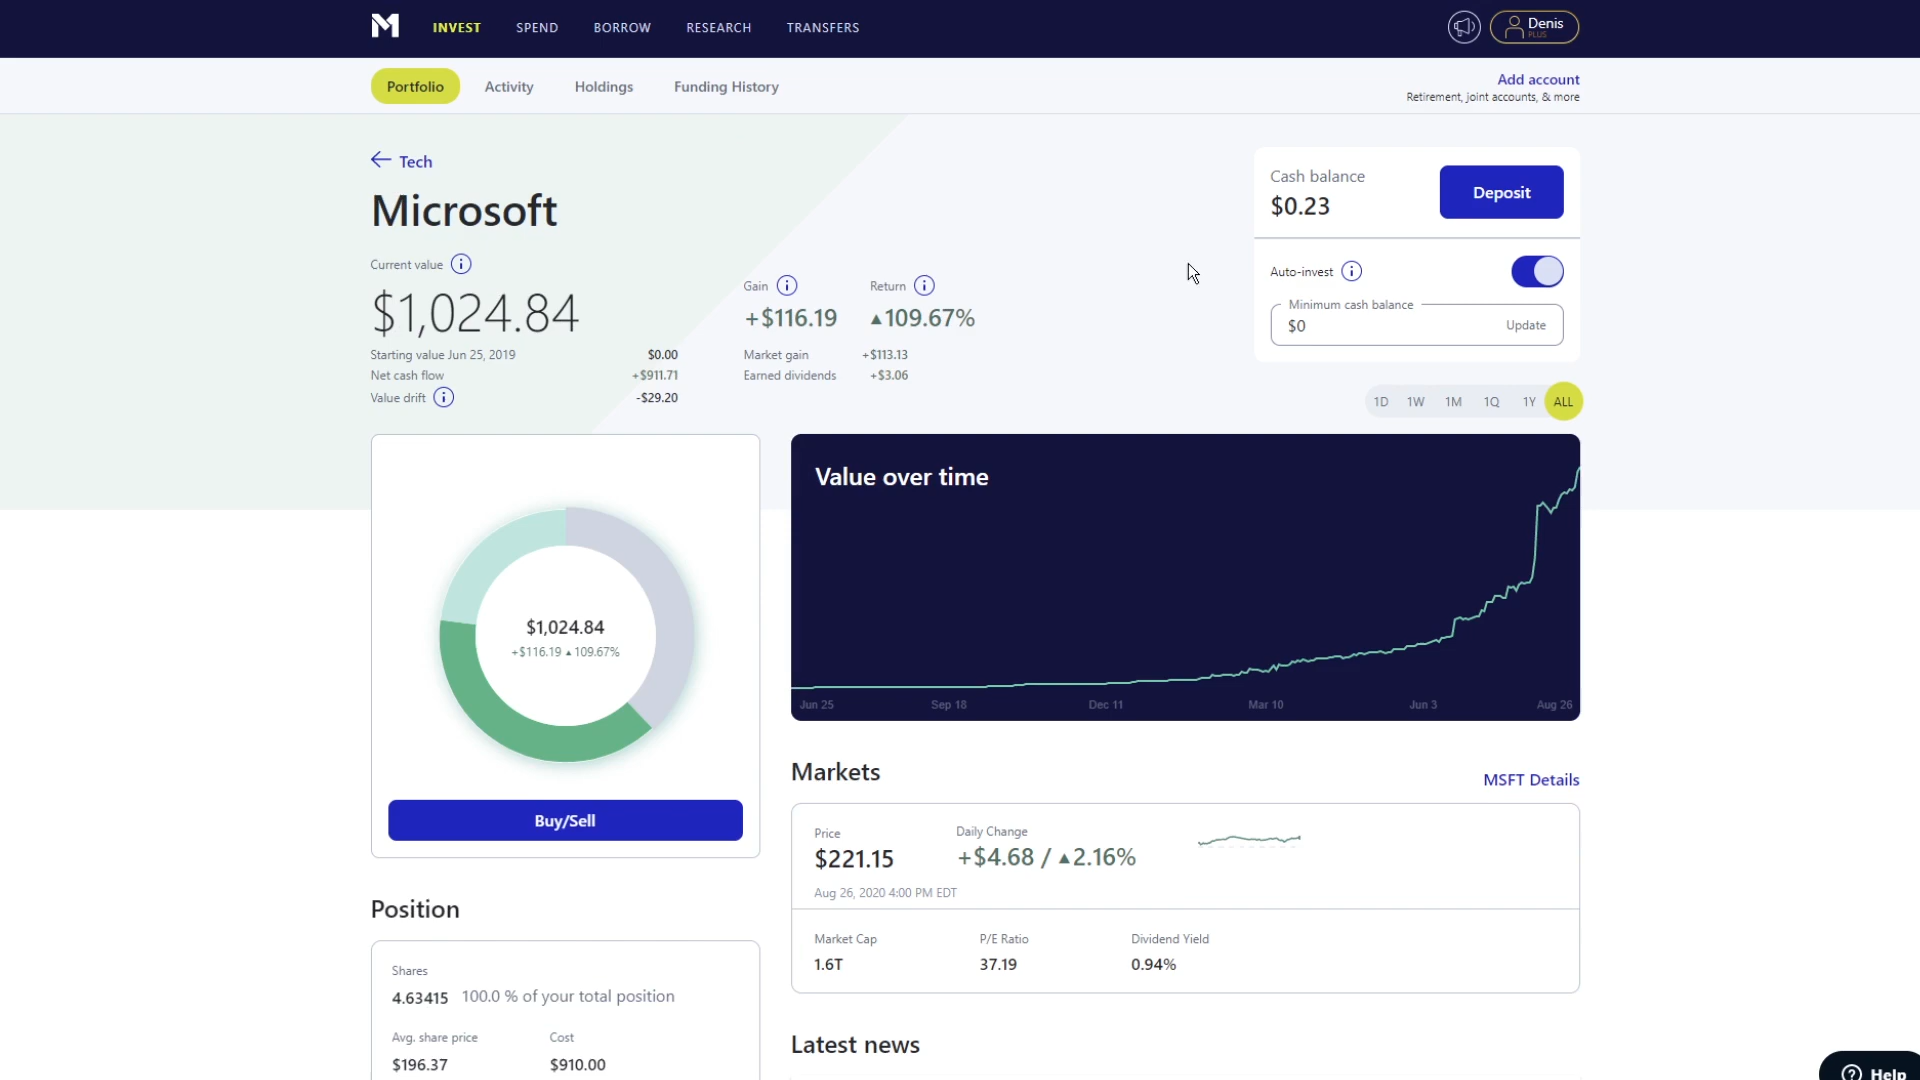 INVEST SPEND BORROW RESEARCH TRANSFERS
Denis
PLUS
Portfolio Activity Holdings Funding History
Add account
Retirement, joint accounts, & more
Tech
Microsoft
Current value
$1,024.84
Starting value Jun 25, 2019 $0.00
Net cash flow +$911.71
Value drift -$29.20
Gain Return
+$116.19 ▲109.67%
Market gain +$113.13
Earned dividends +$3.06
Cash balance
$0.23
Deposit
Auto-invest
Minimum cash balance
$0 Update
1D 1W 1M 1Q 1Y ALL
$1,024.84
+$116.19 ▲ 109.67%
Buy/Sell
Value over time
Jun 25 Sep 18 Dec 11 Mar 10 Jun 3 Aug 26
Markets
MSFT Details
Price Daily Change
$221.15 +$4.68 / ▲2.16%
Aug 26, 2020 4:00 PM EDT
Market Cap P/E Ratio Dividend Yield
1.6T 37.19 0.94%
Position
Shares
4.63415 100.0 % of your total position
Avg. share price Cost
$196.37 $910.00
Latest news
Help